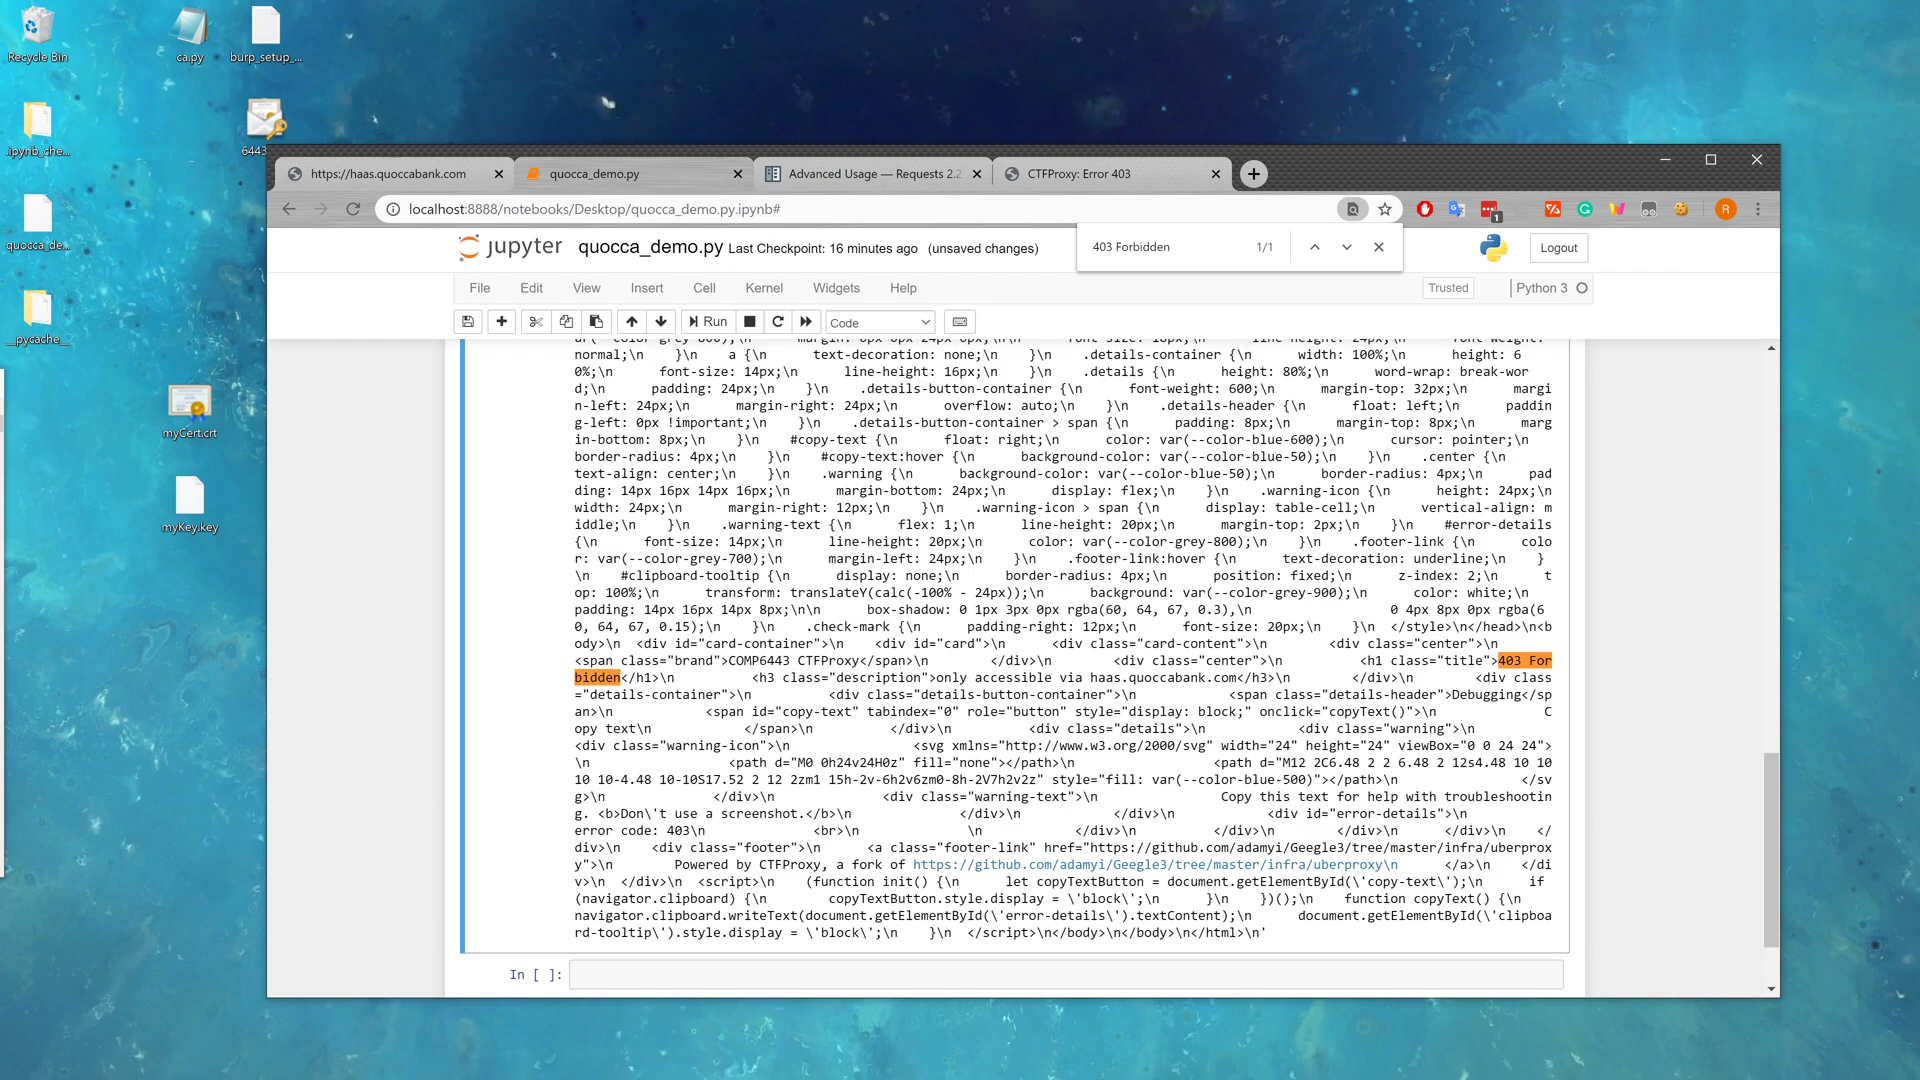 Recycle Bin
ca.py
burp_setup_...
.ipynb_che...
6443
quocca_de...
__pycache__
myCert.crt
myKey.key
https://haas.quoccabank.com
quocca_demo.py
Advanced Usage — Requests 2.2
CTFProxy: Error 403
localhost:8888/notebooks/Desktop/quocca_demo.py.ipynb#
1
R
403 Forbidden 1/1
jupyter quocca_demo.py Last Checkpoint: 16 minutes ago (unsaved changes)
Logout
File Edit View Insert Cell Kernel Widgets Help
Trusted
Python 3
Run
Code
normal;\n    }\n    a {\n       text-decoration: none;\n    }\n    .details-container {\n        width: 100%;\n        height: 6
0%;\n       font-size: 14px;\n       line-height: 16px;\n    }\n    .details {\n       height: 80%;\n       word-wrap: break-wor
d;\n      padding: 24px;\n    }\n    .details-button-container {\n       font-weight: 600;\n       margin-top: 32px;\n       margi
n-left: 24px;\n       margin-right: 24px;\n       overflow: auto;\n    }\n    .details-header {\n       float: left;\n       paddin
g-left: 0px !important;\n    }\n    .details-button-container > span {\n       padding: 8px;\n       margin-top: 8px;\n       marg
in-bottom: 8px;\n    }\n    #copy-text {\n       float: right;\n       color: var(--color-blue-600);\n       cursor: pointer;\n
border-radius: 4px;\n    }\n    #copy-text:hover {\n       background-color: var(--color-blue-50);\n    }\n    .center {\n
text-align: center;\n    }\n    .warning {\n       background-color: var(--color-blue-50);\n       border-radius: 4px;\n       pad
ding: 14px 16px 14px 16px;\n       margin-bottom: 24px;\n       display: flex;\n    }\n    .warning-icon {\n       height: 24px;\n
width: 24px;\n       margin-right: 12px;\n    }\n    .warning-icon > span {\n       display: table-cell;\n       vertical-align: m
iddle;\n    }\n    .warning-text {\n       flex: 1;\n       line-height: 20px;\n       margin-top: 2px;\n    }\n    #error-details
{\n       font-size: 14px;\n       line-height: 20px;\n       color: var(--color-grey-800);\n    }\n    .footer-link {\n       colo
r: var(--color-grey-700);\n       margin-left: 24px;\n    }\n    .footer-link:hover {\n       text-decoration: underline;\n    }
\n    #clipboard-tooltip {\n       display: none;\n       border-radius: 4px;\n       position: fixed;\n       z-index: 2;\n       t
op: 100%;\n       transform: translateY(calc(-100% - 24px));\n       background: var(--color-grey-900);\n       color: white;\n
padding: 14px 16px 14px 8px;\n\n       box-shadow: 0 1px 3px 0px rgba(60, 64, 67, 0.3),\n                   0 4px 8px 0px rgba(6
0, 64, 67, 0.15);\n    }\n    .check-mark {\n       padding-right: 12px;\n       font-size: 20px;\n    }\n  </style>\n</head>\n<b
ody>\n  <div id="card-container">\n    <div id="card">\n      <div class="card-content">\n        <div class="center">\n
<span class="brand">COMP6443 CTFProxy</span>\n        </div>\n        <div class="center">\n          <h1 class="title">403 For
bidden</h1>\n          <h3 class="description">only accessible via haas.quoccabank.com</h3>\n        </div>\n        <div class
="details-container">\n          <div class="details-button-container">\n            <span class="details-header">Debugging</sp
an>\n            <span id="copy-text" tabindex="0" role="button" style="display: block;" onclick="copyText()">\n              C
opy text\n            </span>\n          </div>\n          <div class="details">\n            <div class="warning">\n
<div class="warning-icon">\n                <svg xmlns="http://www.w3.org/2000/svg" width="24" height="24" viewBox="0 0 24 24">
\n                  <path d="M0 0h24v24H0z" fill="none"></path>\n                  <path d="M12 2C6.48 2 2 6.48 2 12s4.48 10 10
10 10-4.48 10-10S17.52 2 12 2zm1 15h-2v-6h2v6zm0-8h-2V7h2v2z" style="fill: var(--color-blue-500)"></path>\n                </sv
g>\n              </div>\n              <div class="warning-text">\n                Copy this text for help with troubleshootin
g. <b>Don\'t use a screenshot.</b>\n              </div>\n            </div>\n            <div id="error-details">\n
error code: 403\n              <br>\n              \n            </div>\n          </div>\n        </div>\n      </div>\n      </
div>\n    <div class="footer">\n      <a class="footer-link" href="https://github.com/adamyi/Geegle3/tree/master/infra/uberprox
y">\n        Powered by CTFProxy, a fork of https://github.com/adamyi/Geegle3/tree/master/infra/uberproxy\n      </a>\n    </di
v>\n  </div>\n  <script>\n    (function init() {\n      let copyTextButton = document.getElementById(\'copy-text\');\n      if
(navigator.clipboard) {\n        copyTextButton.style.display = \'block\';\n      }\n    })();\n    function copyText() {\n
navigator.clipboard.writeText(document.getElementById(\'error-details\').textContent);\n      document.getElementById(\'clipboa
rd-tooltip\').style.display = \'block\';\n    }\n  </script>\n</body>\n</body>\n</html>\n'
In [ ]: